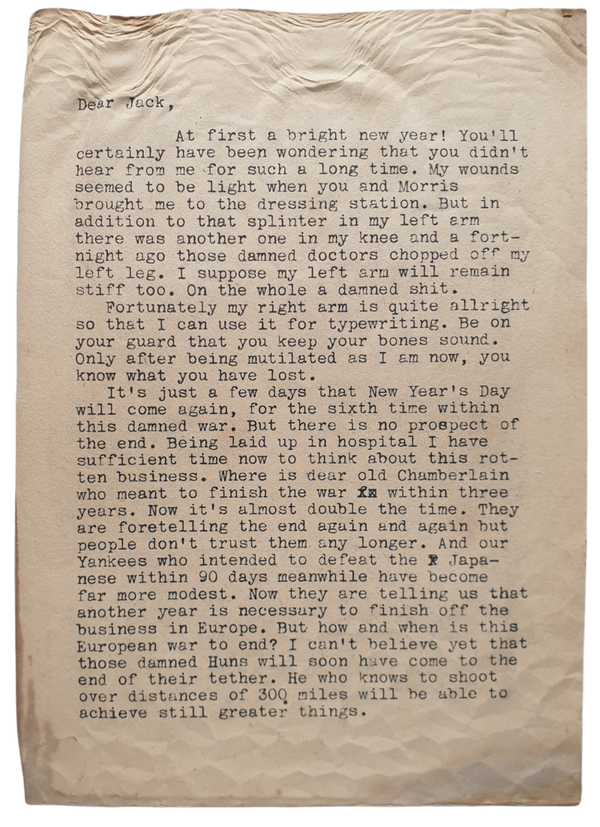 Dear Jack,
At first a bright new year! You'll
certainly have been wondering that you didn't
hear from me for such a long time. My wounds
seemed to be light when you and Morris
brought me to the dressing station. But in
addition to that splinter in my left arm
there was another one in my knee and a fort-
night ago those damned doctors chopped off my
left leg. I suppose my left arm will remain
stiff too. On the whole a damned shit.
Fortunately my right arm is quite allright
so that I can use it for typewriting. Be on
your guard that you keep your bones sound.
Only after being mutilated as I am now, you
know what you have lost.
It's just a few days that New Year's Day
will come again, for the sixth time within
this damned war. But there is no prospect of
the end. Being laid up in hospital I have
sufficient time now to think about this rot-
ten business. Where is dear old Chamberlain
who meant to finish the war within three
years. Now it's almost double the time. They
are foretelling the end again and again but
people don't trust them any longer. And our
Yankees who intended to defeat the Japa-
nese within 90 days meanwhile have become
far more modest. Now they are telling us that
another year is necessary to finish off the
business in Europe. But how and when is this
European war to end? I can't believe yet that
those damned Huns will soon have come to the
end of their tether. He who knows to shoot
over distances of 300 miles will be able to
achieve still greater things.